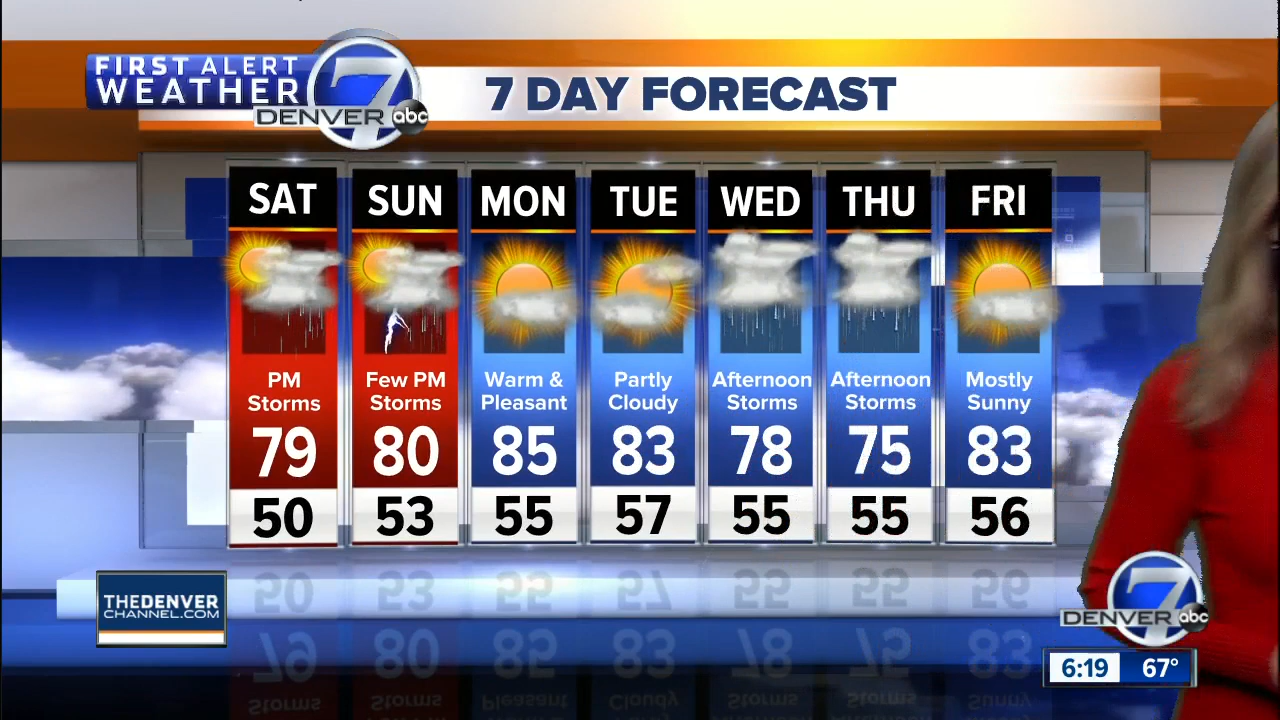 FIRST ALERT
WEATHER
7
DENVER abc
7 DAY FORECAST
SAT SUN MON TUE WED THU FRI
PM Few PM Warm & Partly Afternoon Afternoon Mostly
Storms Storms Pleasant Cloudy Storms Storms Sunny
79 80 85 83 78 75 83
50 53 55 57 55 55 56
THEDENVER
CHANNEL.COM
7
DENVER abc
6:19 67°